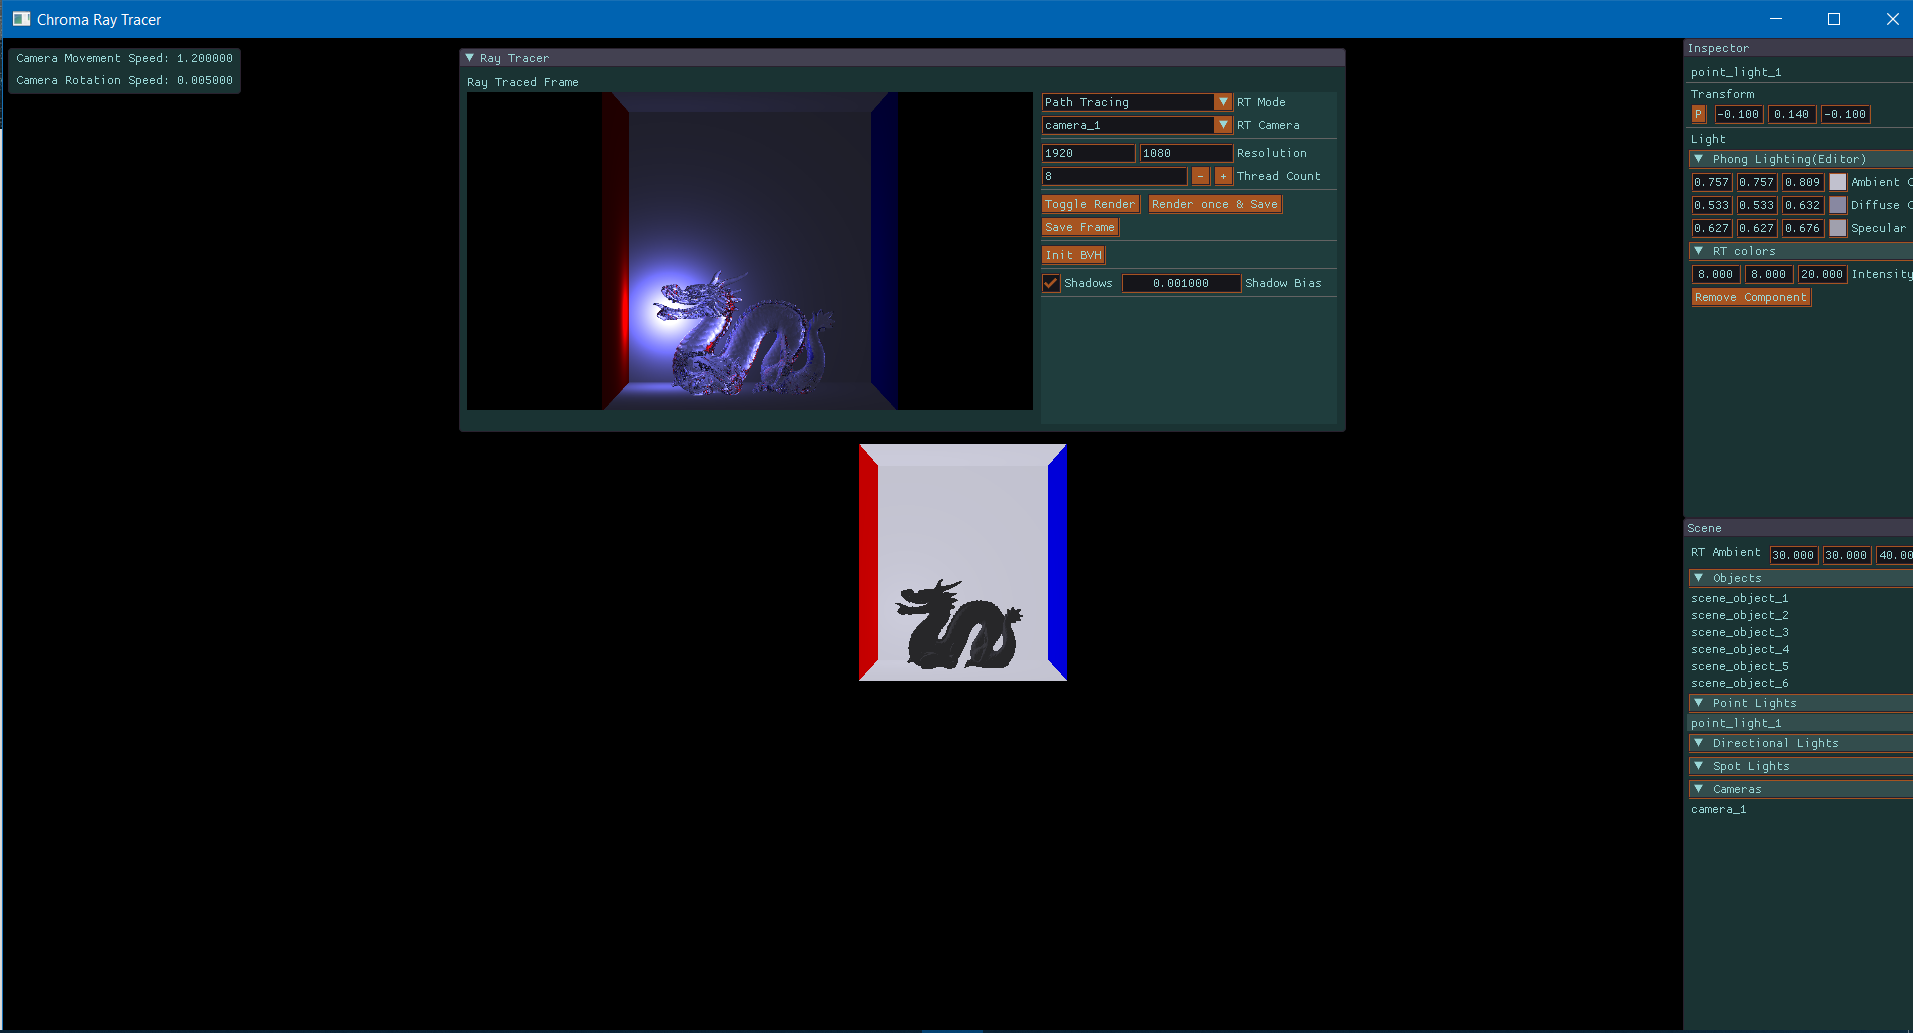 Chroma Ray Tracer
Camera Movement Speed: 1.200000
Camera Rotation Speed: 0.005000
Ray Tracer
Ray Traced Frame
Path Tracing RT Mode
camera_1 RT Camera
1920 1080 Resolution
8 - + Thread Count
Toggle Render Render once & Save
Save Frame
Init BVH
Shadows 0.001000 Shadow Bias
Inspector
point_light_1
Transform
P -0.100 0.140 -0.100
Light
Phong Lighting(Editor)
0.757 0.757 0.809 Ambient C
0.533 0.533 0.632 Diffuse C
0.627 0.627 0.676 Specular
RT colors
8.000 8.000 20.000 Intensity
Remove Component
Scene
RT Ambient 30.000 30.000 40.00
Objects
scene_object_1
scene_object_2
scene_object_3
scene_object_4
scene_object_5
scene_object_6
Point Lights
point_light_1
Directional Lights
Spot Lights
Cameras
camera_1